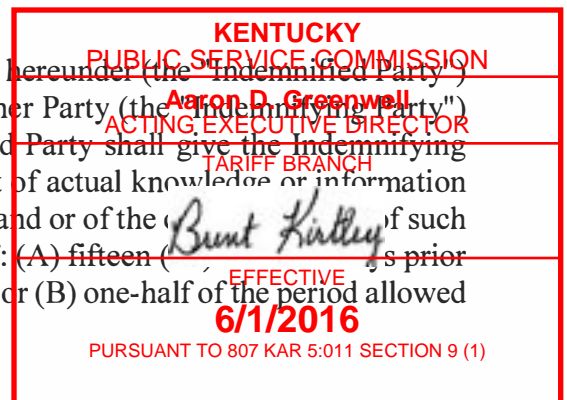 KENTUCKY
PUBLIC SERVICE COMMISSION
hereunder (the "Indemnified Party")
Aaron D. Greenwell
er Party (the "Indemnifying Party")
ACTING EXECUTIVE DIRECTOR
d Party shall give the Indemnifying
TARIFF BRANCH
of actual knowledge or information
and or of the of such
Brent Kirtley
: (A) fifteen ( s prior
EFFECTIVE
or (B) one-half of the period allowed
6/1/2016
PURSUANT TO 807 KAR 5:011 SECTION 9 (1)